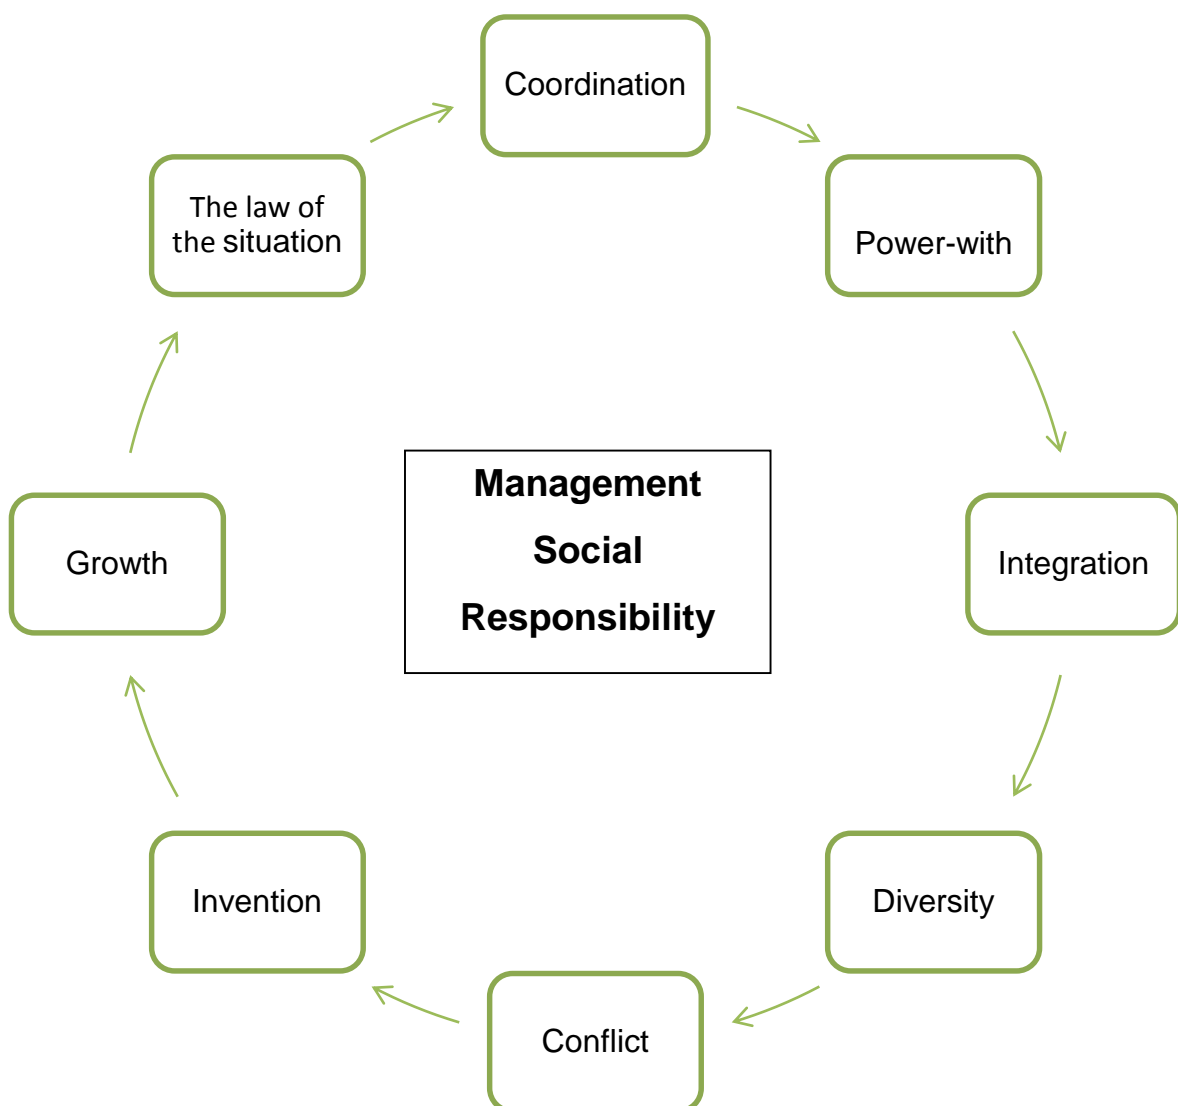 Coordination
The law of
the situation
Power-with
Management
Social
Responsibility
Growth
Integration
Invention
Diversity
Conflict